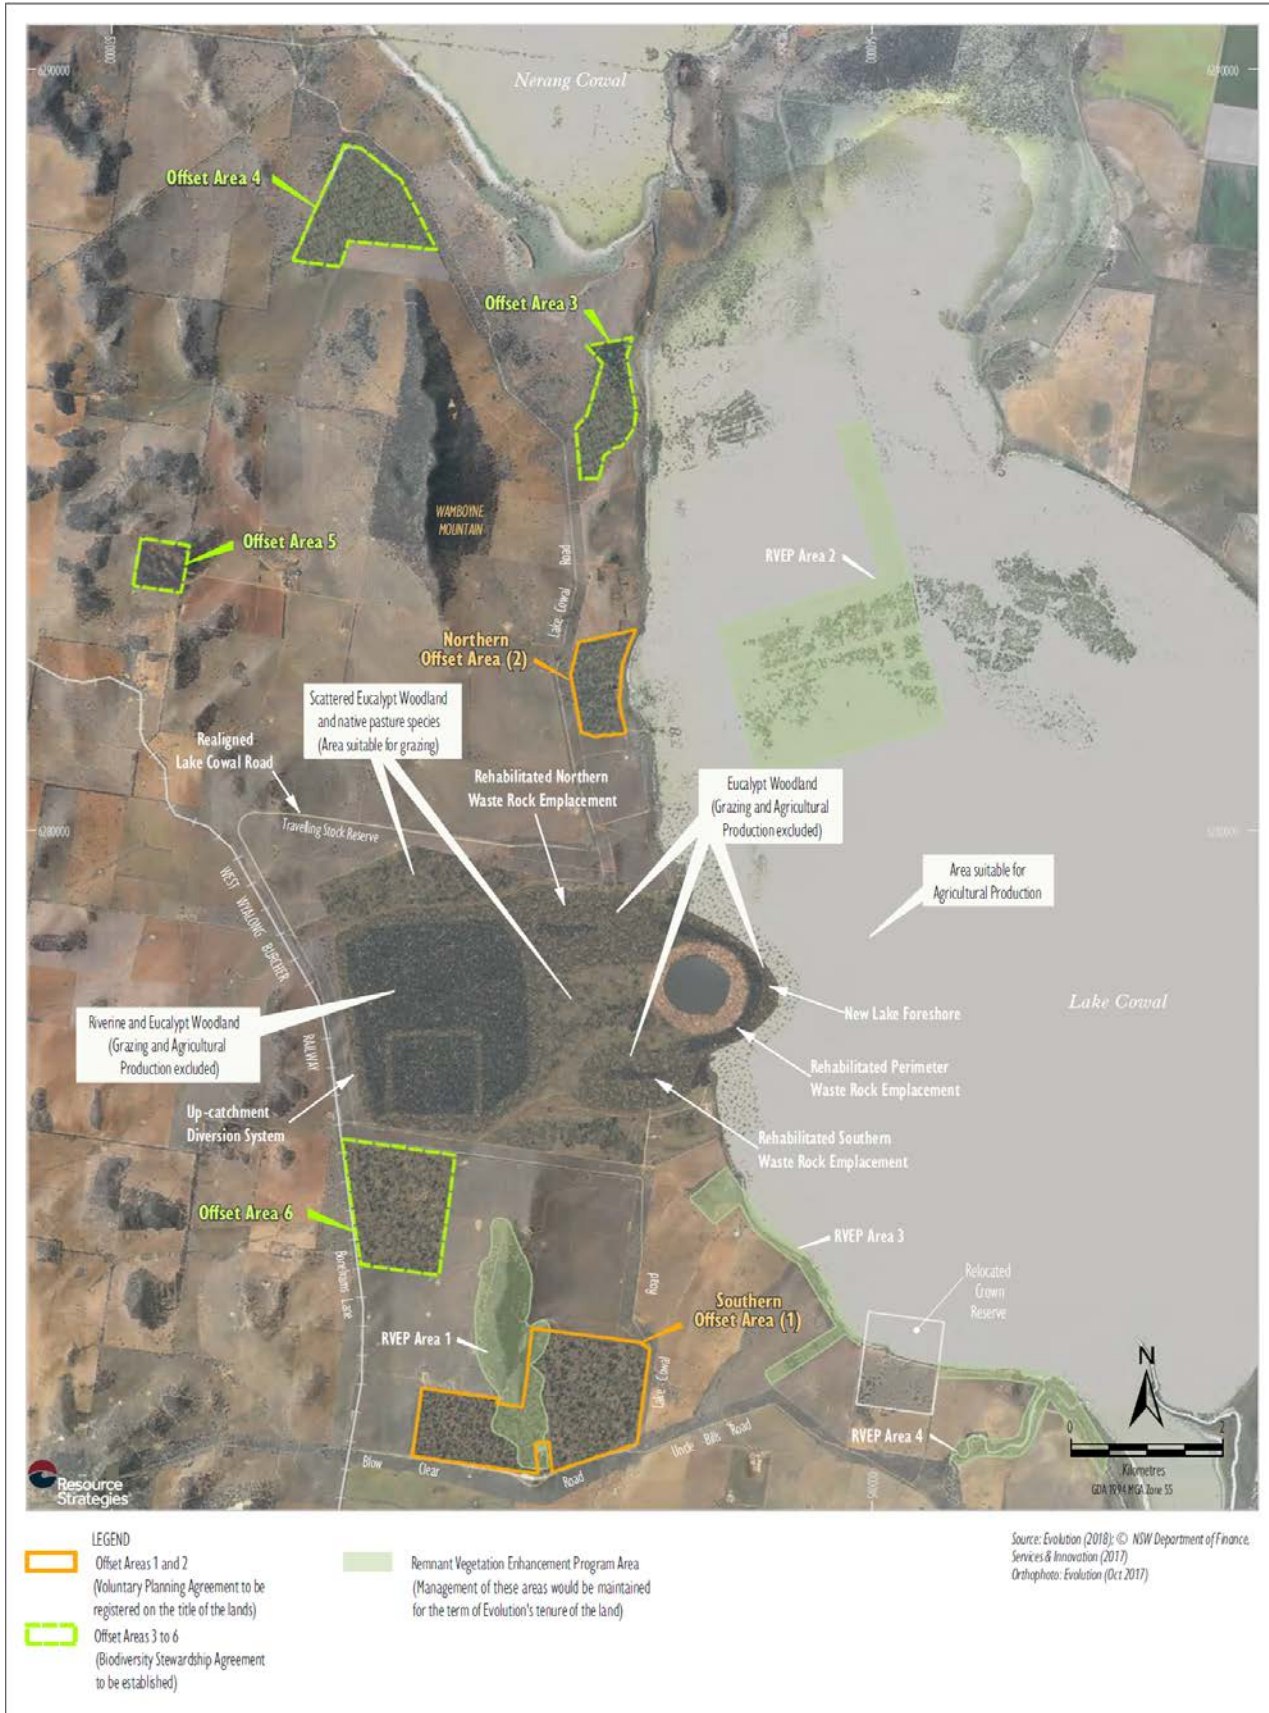 Nerang Cowal
530000
540000
6290000
6290000
Offset Area 4
Offset Area 3
WAMBOYNE
MOUNTAIN
Offset Area 5
RVEP Area 2
Lake Cowal Road
Northern
Offset Area (2)
Scattered Eucalypt Woodland
and native pasture species
(Area suitable for grazing)
Realigned
Lake Cowal Road
Rehabilitated Northern
Waste Rock Emplacement
Eucalypt Woodland
(Grazing and Agricultural
Production excluded)
6280000
6280000
Travelling Stock Reserve
Area suitable for
Agricultural Production
WEST WYALONG BURCHER RAILWAY
Lake Cowal
New Lake Foreshore
Riverine and Eucalypt Woodland
(Grazing and Agricultural
Production excluded)
Rehabilitated Perimeter
Waste Rock Emplacement
Up-catchment
Diversion System
Rehabilitated Southern
Waste Rock Emplacement
Offset Area 6
RVEP Area 3
Bonehams Lane
Relocated
Crown
Reserve
Southern
Offset Area (1)
RVEP Area 1
Lake Cowal Road
N
RVEP Area 4
Uncle Bills Road
Blow Clear Road
540000
0 2
Kilometres
GDA 1994 MGA Zone 55
Resource
Strategies
LEGEND
Offset Areas 1 and 2
(Voluntary Planning Agreement to be
registered on the title of the lands)
Offset Areas 3 to 6
(Biodiversity Stewardship Agreement
to be established)
Remnant Vegetation Enhancement Program Area
(Management of these areas would be maintained
for the term of Evolution's tenure of the land)
Source: Evolution (2018); © NSW Department of Finance,
Services & Innovation (2017)
Orthophoto: Evolution (Oct 2017)